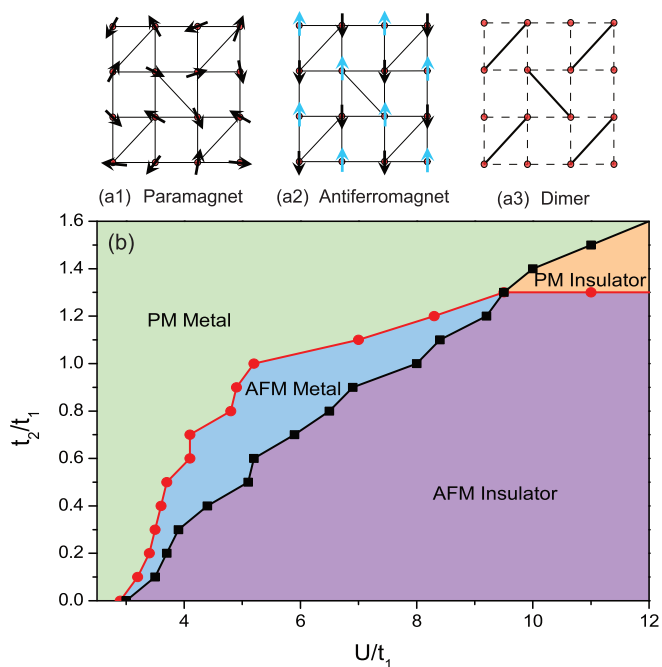 (a1) Paramagnet
(a2) Antiferromagnet
(a3) Dimer
(b)
1.6
1.4
1.2
1.0
0.8
0.6
0.4
0.2
0.0
t2/t1
PM Metal
AFM Metal
PM Insulator
AFM Insulator
4 6 8 10 12
U/t1